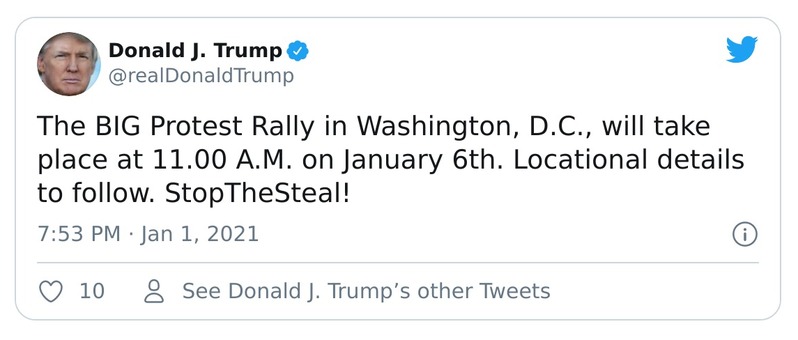 Donald J. Trump
@realDonaldTrump
The BIG Protest Rally in Washington, D.C., will take
place at 11.00 A.M. on January 6th. Locational details
to follow. StopTheSteal!
7:53 PM · Jan 1, 2021
10 See Donald J. Trump’s other Tweets